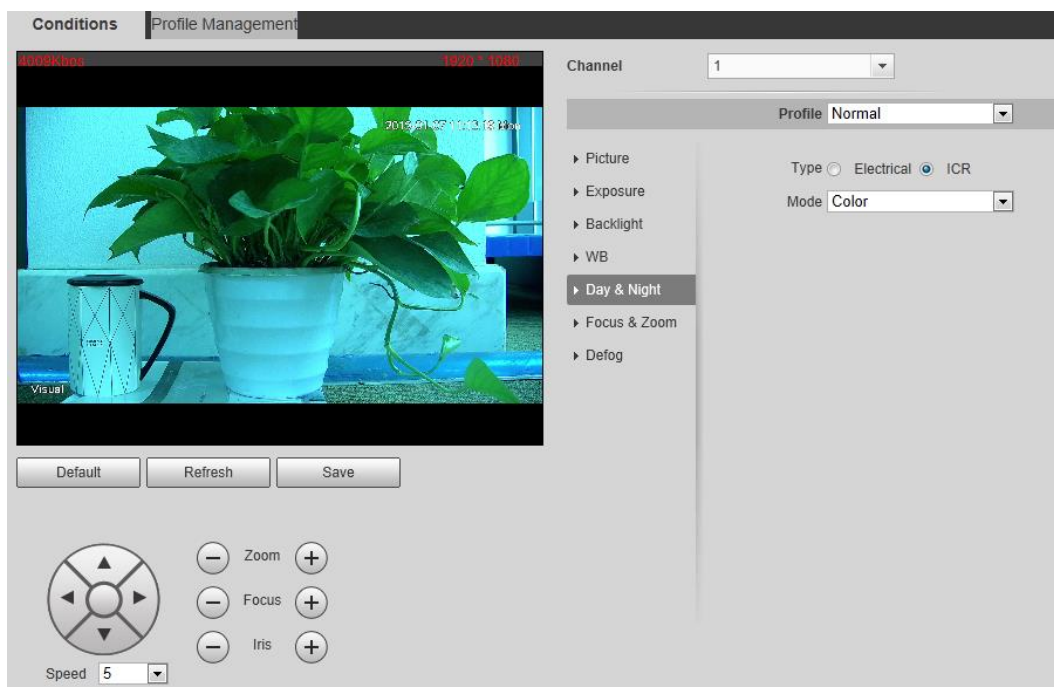 Conditions Profile Management
4009Kbps 1920 * 1080
Channel 1
Profile Normal
Picture
Exposure
Backlight
WB
Day & Night
Focus & Zoom
Defog
Type Electrical ICR
Mode Color
Visual
Default Refresh Save
Zoom
Focus
Iris
Speed 5